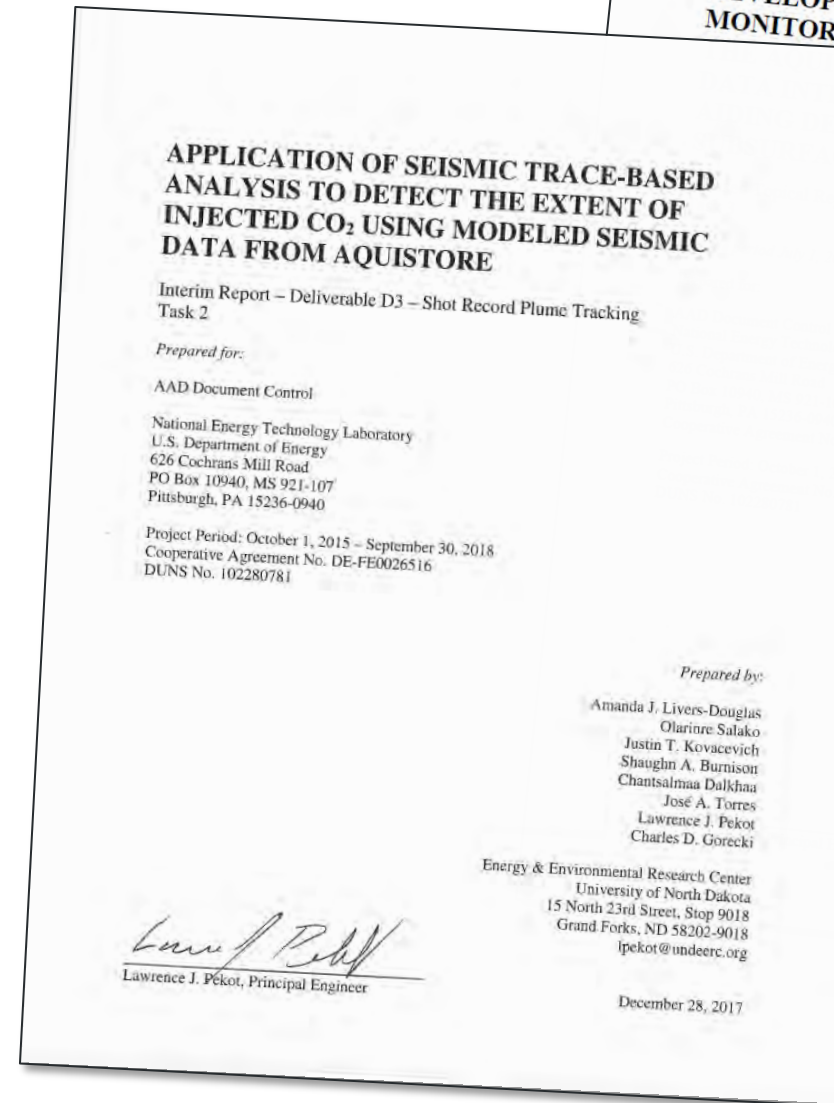 MONITOR
APPLICATION OF SEISMIC TRACE-BASED
ANALYSIS TO DETECT THE EXTENT OF
INJECTED CO₂ USING MODELED SEISMIC
DATA FROM AQUISTORE
Interim Report – Deliverable D3 – Shot Record Plume Tracking
Task 2
Prepared for:
AAD Document Control
National Energy Technology Laboratory
U.S. Department of Energy
626 Cochrans Mill Road
PO Box 10940, MS 921-107
Pittsburgh, PA 15236-0940
Project Period: October 1, 2015 – September 30, 2018
Cooperative Agreement No. DE-FE0026516
DUNS No. 102280781
Prepared by:
Amanda J. Livers-Douglas
Olarinre Salako
Justin T. Kovacevich
Shaughn A. Burnison
Chantsalmaa Dalkhaa
José A. Torres
Lawrence J. Pekot
Charles D. Gorecki
Energy & Environmental Research Center
University of North Dakota
15 North 23rd Street, Stop 9018
Grand Forks, ND 58202-9018
lpekot@undeerc.org
Lawrence J. Pekot, Principal Engineer
December 28, 2017